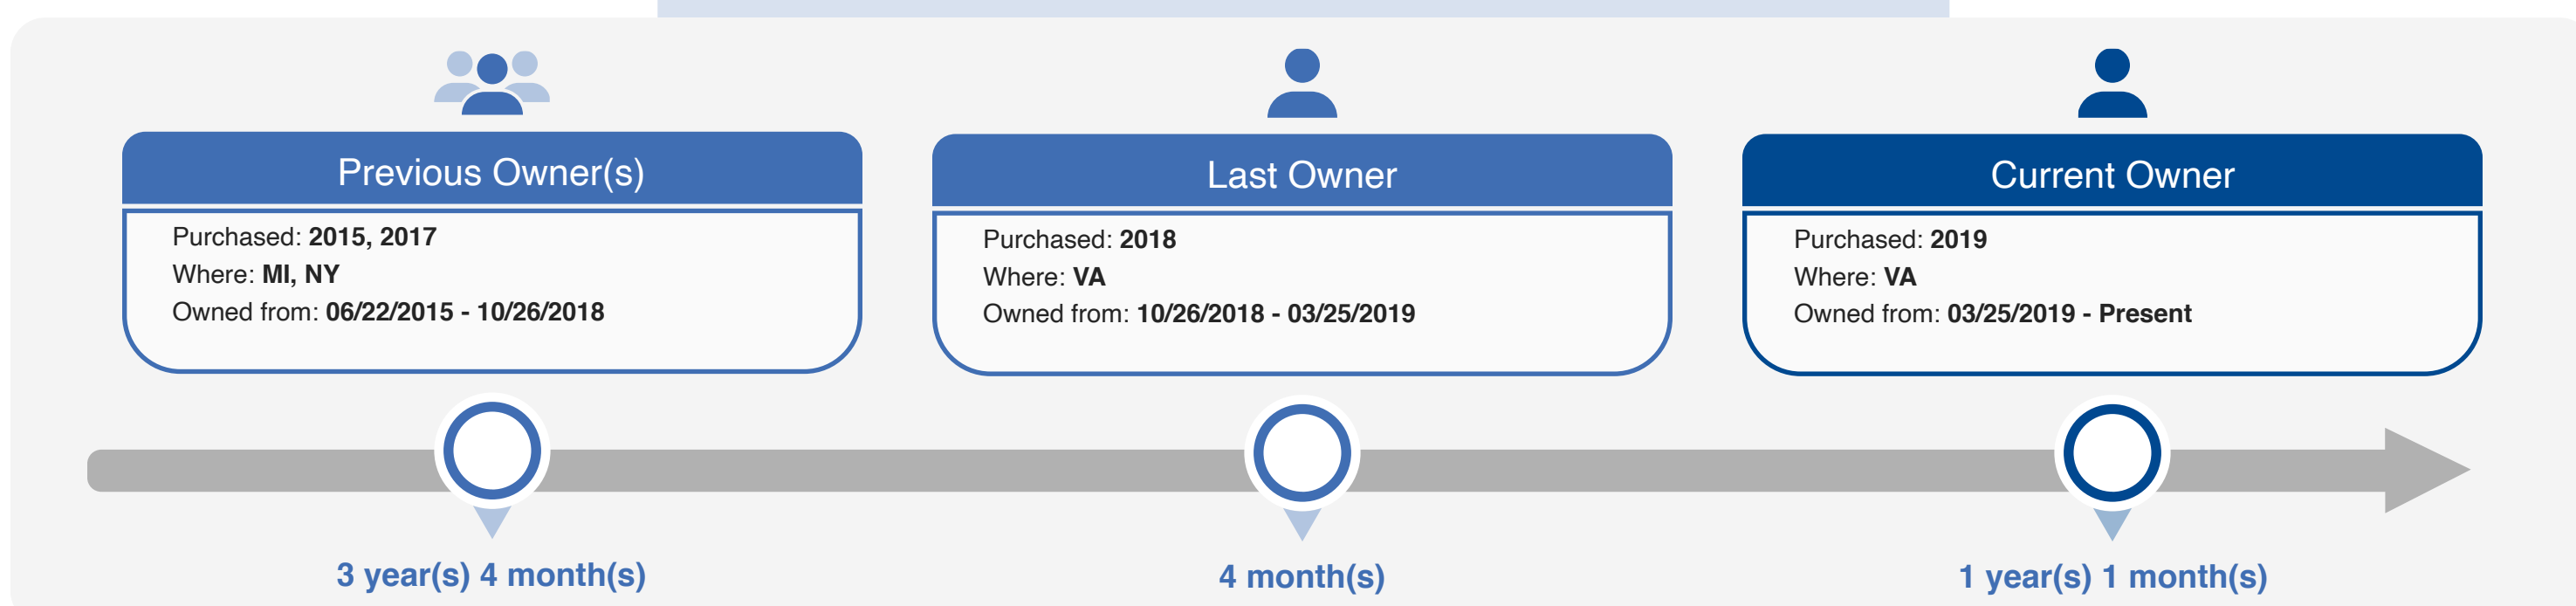 Previous Owner(s)
Purchased: 2015, 2017
Where: MI, NY
Owned from: 06/22/2015 - 10/26/2018
3 year(s) 4 month(s)
Last Owner
Purchased: 2018
Where: VA
Owned from: 10/26/2018 - 03/25/2019
4 month(s)
Current Owner
Purchased: 2019
Where: VA
Owned from: 03/25/2019 - Present
1 year(s) 1 month(s)